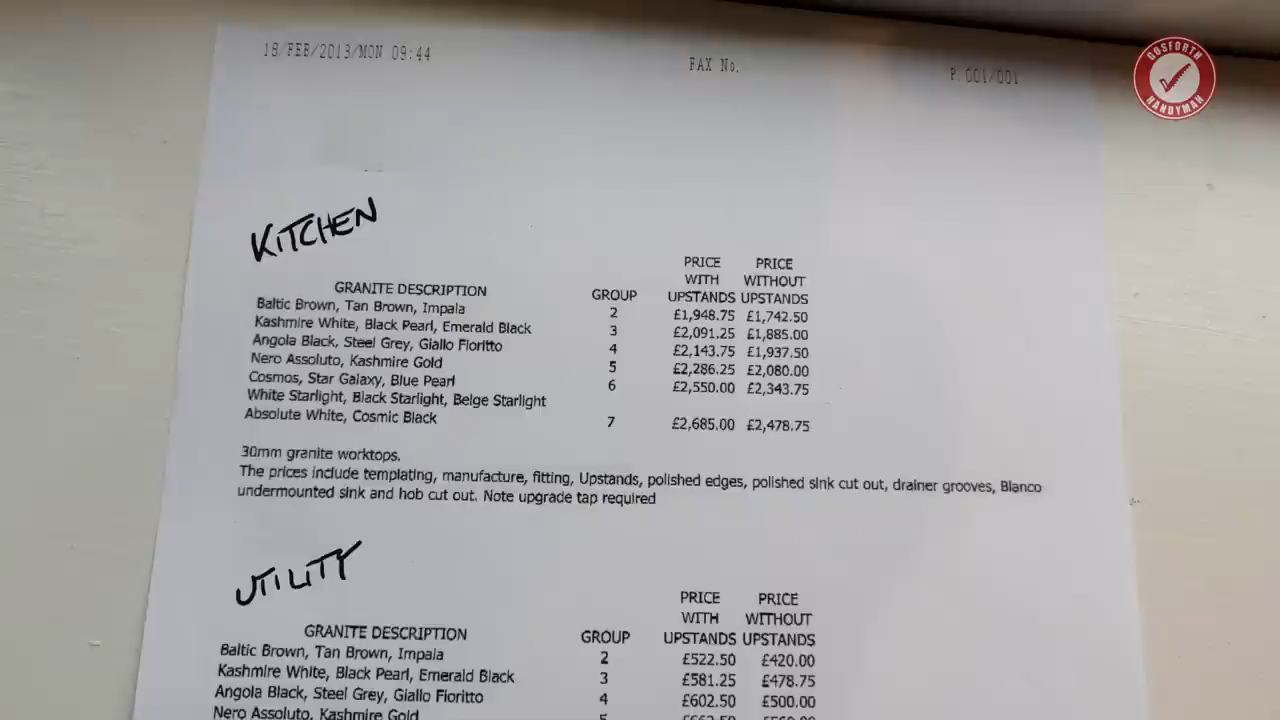 18/FEB/2013/MON 09:44 FAX No. P. 001/001
GOSFORTH HANDYMAN
KITCHEN
PRICE PRICE
WITH WITHOUT
GRANITE DESCRIPTION GROUP UPSTANDS UPSTANDS
Baltic Brown, Tan Brown, Impala 2 £1,948.75 £1,742.50
Kashmire White, Black Pearl, Emerald Black 3 £2,091.25 £1,885.00
Angola Black, Steel Grey, Giallo Fioritto 4 £2,143.75 £1,937.50
Nero Assoluto, Kashmire Gold 5 £2,286.25 £2,080.00
Cosmos, Star Galaxy, Blue Pearl 6 £2,550.00 £2,343.75
White Starlight, Black Starlight, Beige Starlight
Absolute White, Cosmic Black 7 £2,685.00 £2,478.75
30mm granite worktops.
The prices include templating, manufacture, fitting, Upstands, polished edges, polished sink cut out, drainer grooves, Blanco
undermounted sink and hob cut out. Note upgrade tap required
UTILITY
PRICE PRICE
WITH WITHOUT
GRANITE DESCRIPTION GROUP UPSTANDS UPSTANDS
Baltic Brown, Tan Brown, Impala 2 £522.50 £420.00
Kashmire White, Black Pearl, Emerald Black 3 £581.25 £478.75
Angola Black, Steel Grey, Giallo Fioritto 4 £602.50 £500.00
Nero Assoluto, Kashmire Gold 5